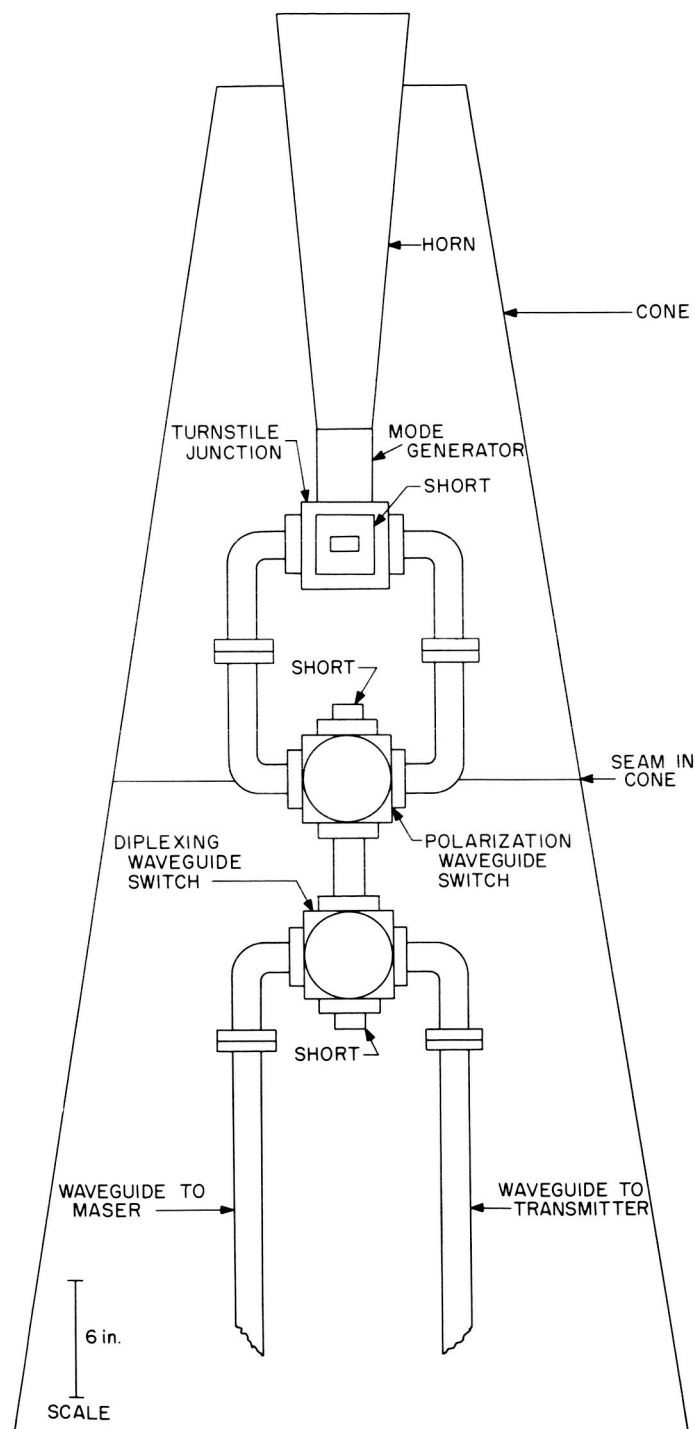 HORN
CONE
TURNSTILE
JUNCTION
MODE
GENERATOR
SHORT
SHORT
SEAM IN
CONE
DIPLEXING
WAVEGUIDE
SWITCH
POLARIZATION
WAVEGUIDE
SWITCH
SHORT
WAVEGUIDE TO
MASER
WAVEGUIDE TO
TRANSMITTER
6 in.
SCALE